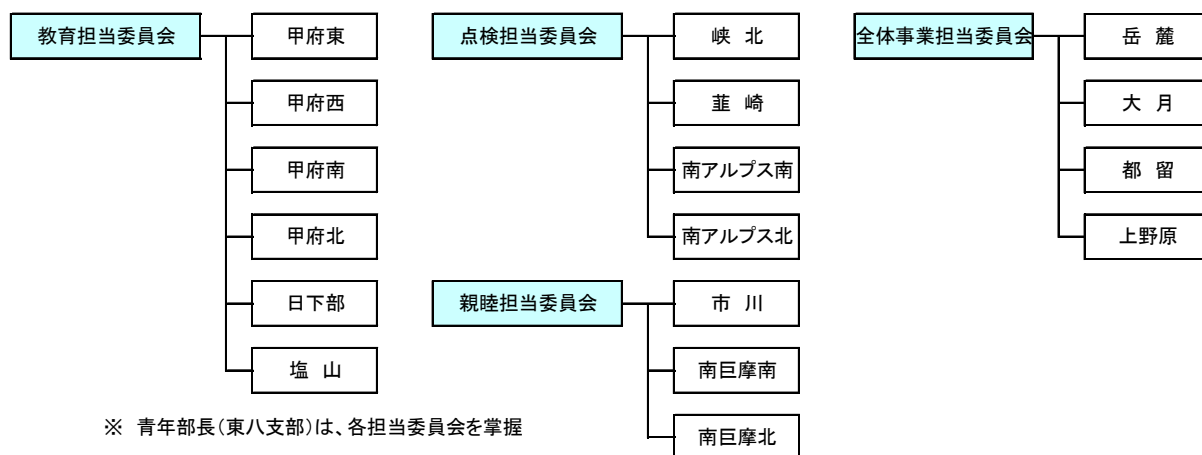 教育担当委員会
甲府東
甲府西
甲府南
甲府北
日下部
塩　山
点検担当委員会
峡　北
韮　崎
南アルプス南
南アルプス北
親睦担当委員会
市　川
南巨摩南
南巨摩北
全体事業担当委員会
岳　麓
大　月
都　留
上野原
※　青年部長（東八支部）は、各担当委員会を掌握